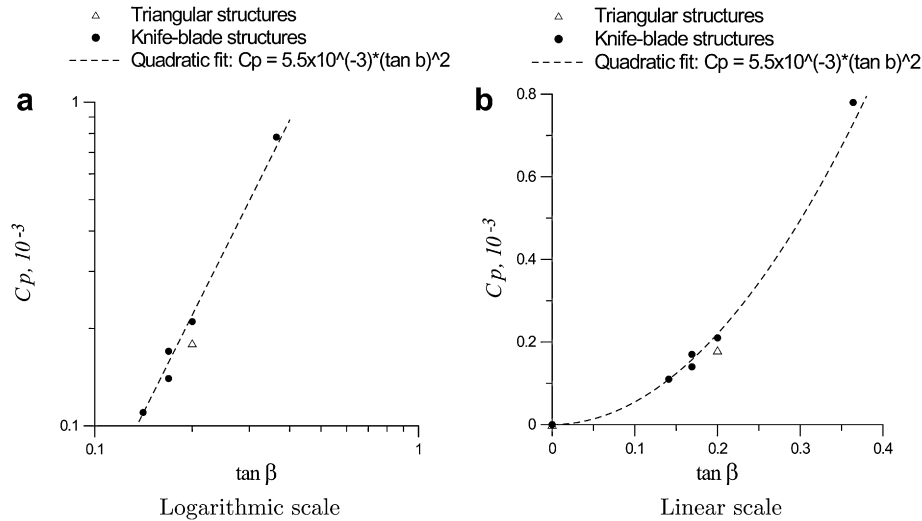 Triangular structures
Knife-blade structures
Quadratic fit: Cp = 5.5x10^(-3)*(tan b)^2
a
1
0.1
0.1
1
Cp, 10^-3
tan β
Logarithmic scale
Triangular structures
Knife-blade structures
Quadratic fit: Cp = 5.5x10^(-3)*(tan b)^2
b
0.8
0.6
0.4
0.2
0
0
0.1
0.2
0.3
0.4
Cp, 10^-3
tan β
Linear scale